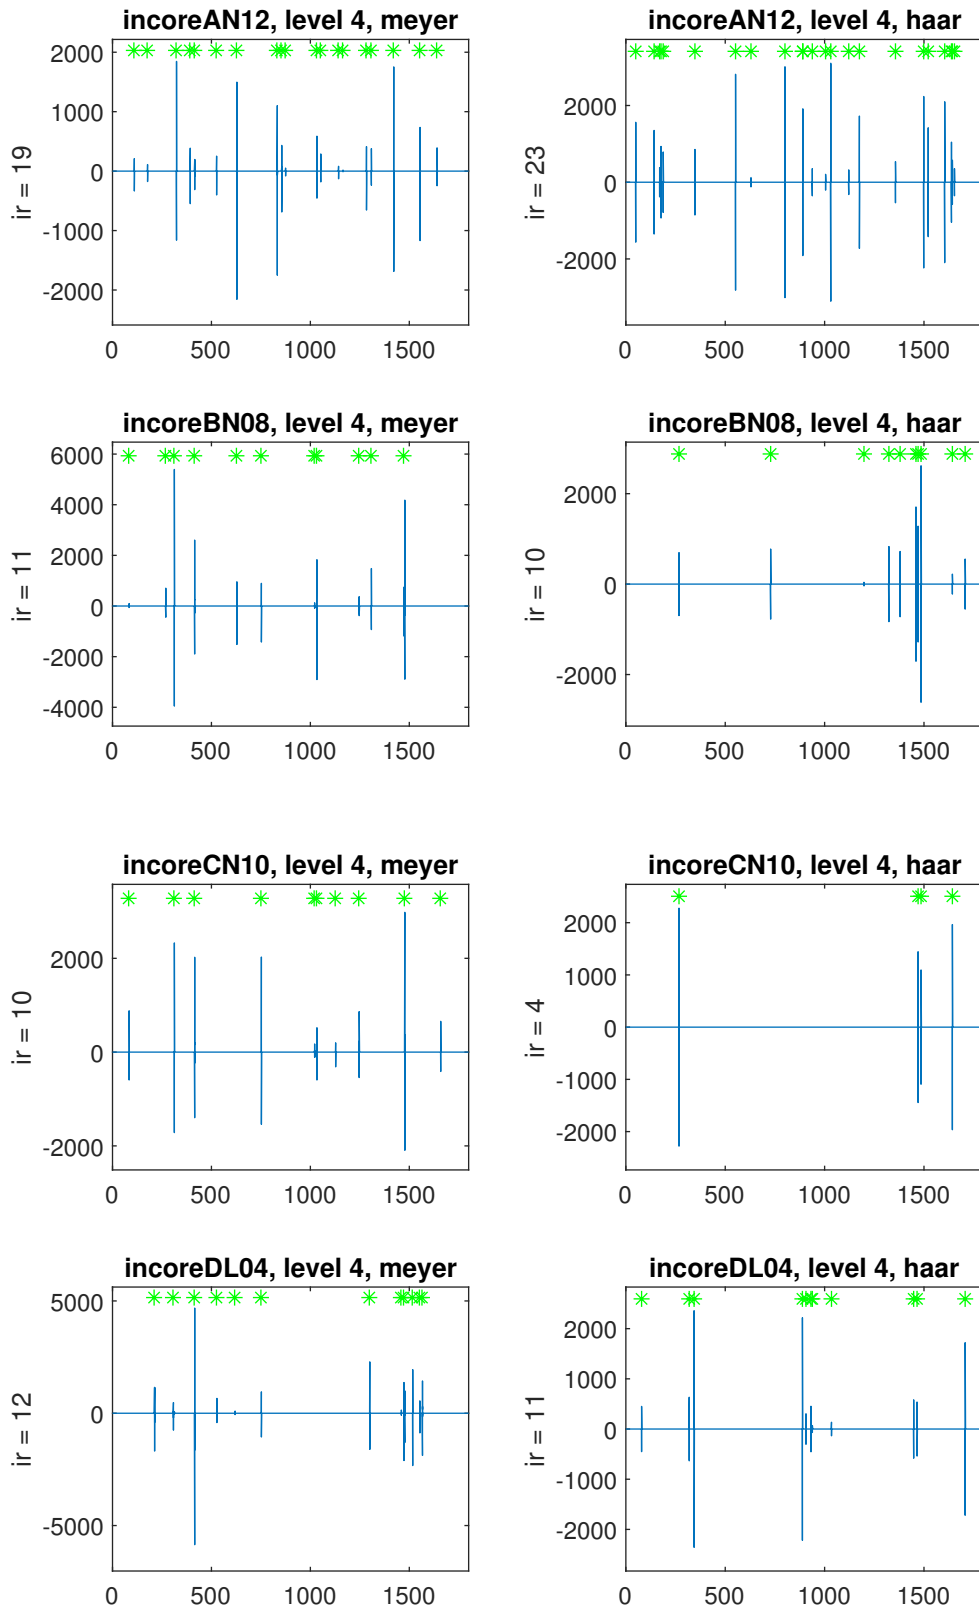 incoreAN12, level 4, meyer
2000
1000
0
-1000
-2000
ir = 19
0 500 1000 1500
incoreAN12, level 4, haar
2000
0
-2000
ir = 23
0 500 1000 1500
incoreBN08, level 4, meyer
6000
4000
2000
0
-2000
-4000
ir = 11
0 500 1000 1500
incoreBN08, level 4, haar
2000
0
-2000
ir = 10
0 500 1000 1500
incoreCN10, level 4, meyer
2000
0
-2000
ir = 10
0 500 1000 1500
incoreCN10, level 4, haar
2000
1000
0
-1000
-2000
ir = 4
0 500 1000 1500
incoreDL04, level 4, meyer
5000
0
-5000
ir = 12
0 500 1000 1500
incoreDL04, level 4, haar
2000
1000
0
-1000
-2000
ir = 11
0 500 1000 1500